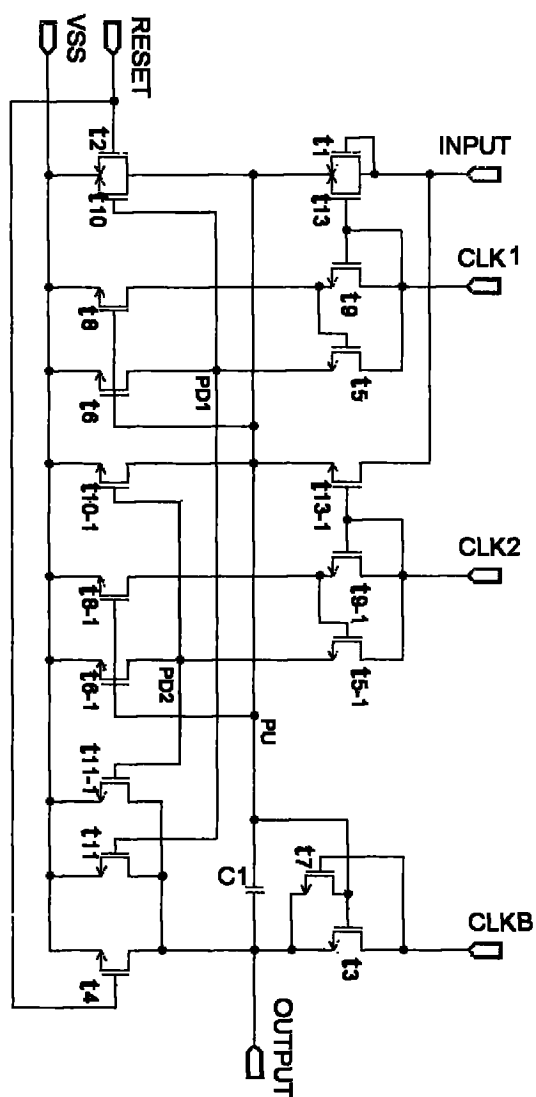 VSS
RESET
INPUT
CLK1
CLK2
CLKB
OUTPUT
t2
t10
t1
t13
t8
t9
t6
t5
PD1
t10-1
t13-1
t8-1
t9-1
t6-1
t5-1
PD2
PU
t11-1
t11
C1
t7
t3
t4